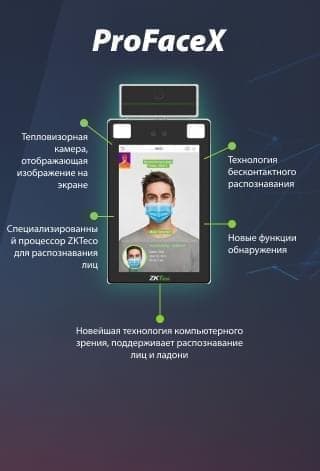 ProFaceX
Тепловизорная
камера,
отображающая
изображение на
экране
Технология
бесконтактного
распознавания
Специализированны
й процессор ZKTeco
для распознавания
лиц
Новые функции
обнаружения
ZKTeco
Новейшая технология компьютерного
зрения, поддерживает распознавание
лиц и ладони